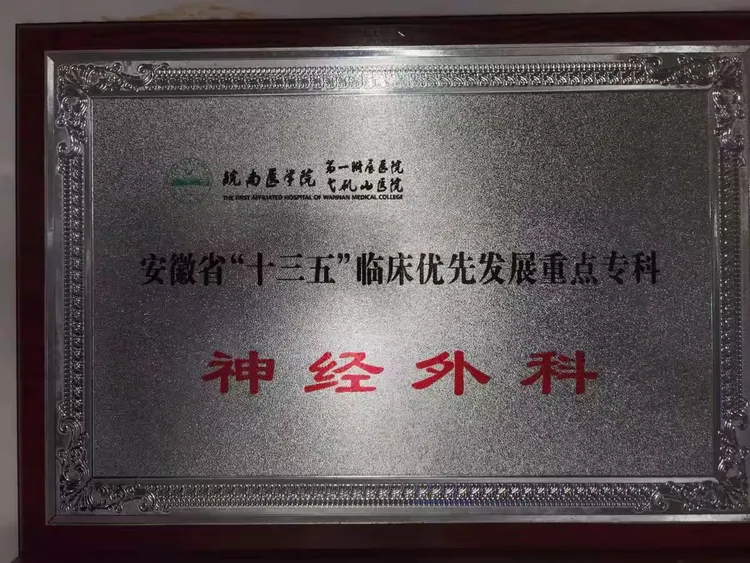 皖南医学院 第一附属医院
弋矶山医院
THE FIRST AFFILIATED HOSPITAL OF WANNAN MEDICAL COLLEGE
安徽省“十三五”临床优先发展重点专科
神经外科